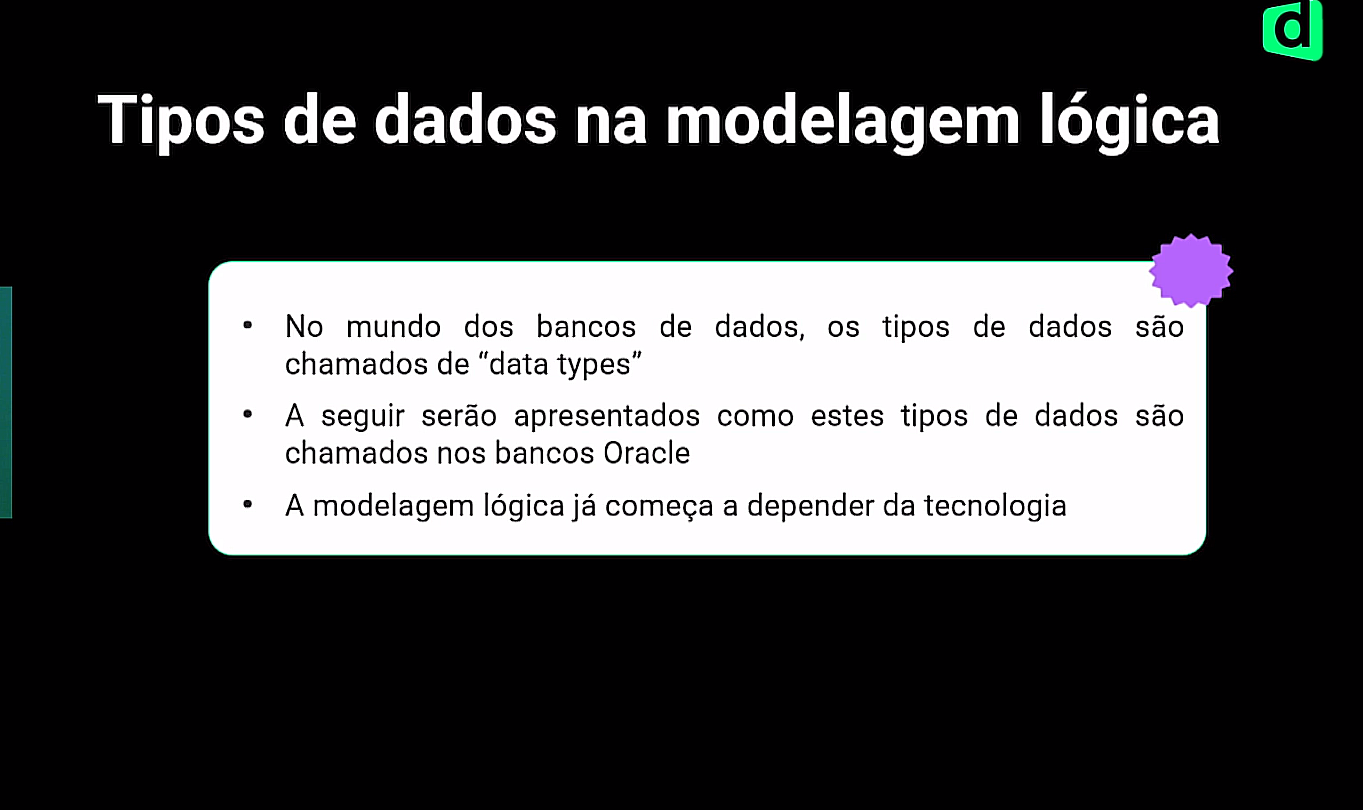 d
Tipos de dados na modelagem lógica
• No mundo dos bancos de dados, os tipos de dados são
chamados de “data types”
• A seguir serão apresentados como estes tipos de dados são
chamados nos bancos Oracle
• A modelagem lógica já começa a depender da tecnologia